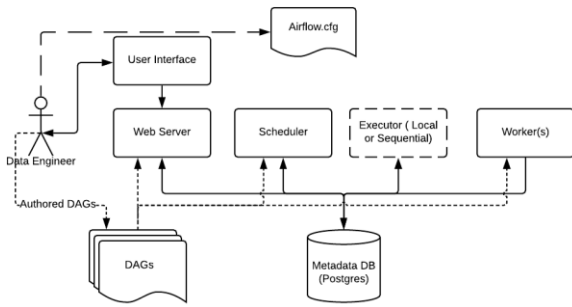 Airflow.cfg
User Interface
Web Server
Scheduler
Executor ( Local
or Sequential)
Worker(s)
Data Engineer
Authored DAGs
DAGs
Metadata DB
(Postgres)